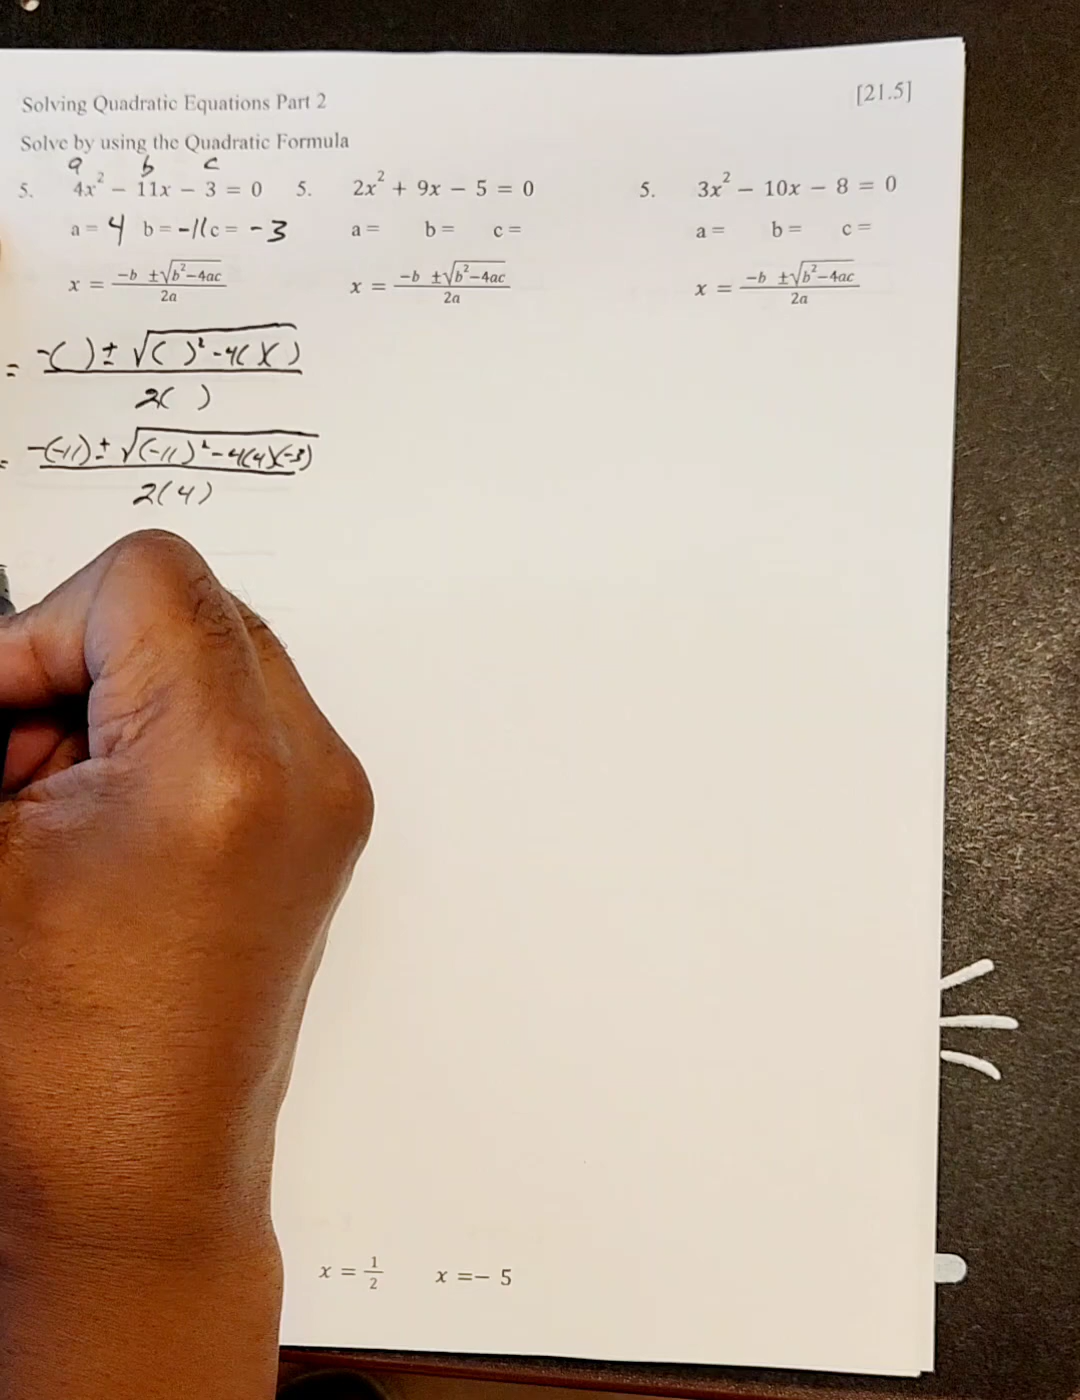 Solving Quadratic Equations Part 2 [21.5]
Solve by using the Quadratic Formula
a b c
5. 4x² − 11x − 3 = 0 5. 2x² + 9x − 5 = 0 5. 3x² − 10x − 8 = 0
a = 4 b = -11 c = -3 a = b = c = a = b = c =
x = (−b ±√(b²−4ac))/2a x = (−b ±√(b²−4ac))/2a x = (−b ±√(b²−4ac))/2a
= (-( ) ± √(( )² - 4( )( )))/2( )
= (-(-11) ± √((-11)² - 4(4)(-3)))/2(4)
x = 1/2 x =− 5